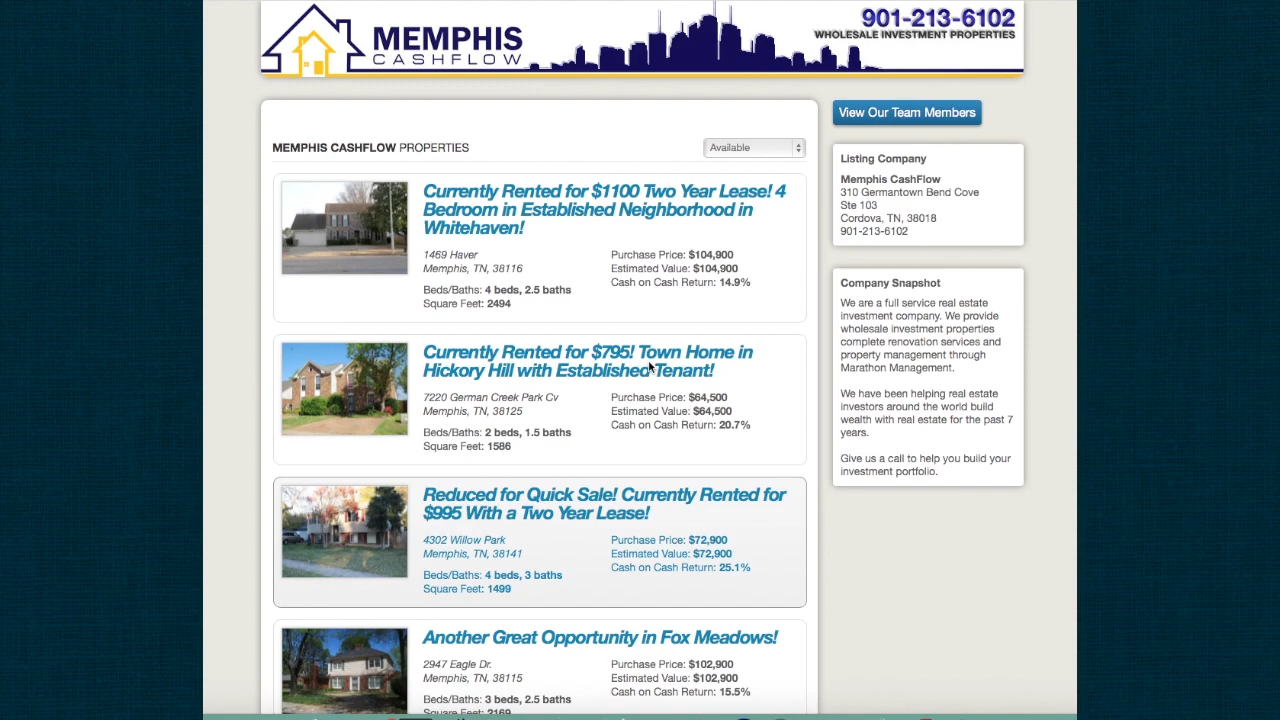 MEMPHIS
CASHFLOW
901-213-6102
WHOLESALE INVESTMENT PROPERTIES
MEMPHIS CASHFLOW PROPERTIES
Available
Currently Rented for $1100 Two Year Lease! 4
Bedroom in Established Neighborhood in
Whitehaven!
1469 Haver
Memphis, TN, 38116
Beds/Baths: 4 beds, 2.5 baths
Square Feet: 2494
Purchase Price: $104,900
Estimated Value: $104,900
Cash on Cash Return: 14.9%
Currently Rented for $795! Town Home in
Hickory Hill with Established Tenant!
7220 German Creek Park Cv
Memphis, TN, 38125
Beds/Baths: 2 beds, 1.5 baths
Square Feet: 1586
Purchase Price: $64,500
Estimated Value: $64,500
Cash on Cash Return: 20.7%
Reduced for Quick Sale! Currently Rented for
$995 With a Two Year Lease!
4302 Willow Park
Memphis, TN, 38141
Beds/Baths: 4 beds, 3 baths
Square Feet: 1499
Purchase Price: $72,900
Estimated Value: $72,900
Cash on Cash Return: 25.1%
Another Great Opportunity in Fox Meadows!
2947 Eagle Dr.
Memphis, TN, 38115
Beds/Baths: 3 beds, 2.5 baths
Square Feet: 2169
Purchase Price: $102,900
Estimated Value: $102,900
Cash on Cash Return: 15.5%
View Our Team Members
Listing Company
Memphis CashFlow
310 Germantown Bend Cove
Ste 103
Cordova, TN, 38018
901-213-6102
Company Snapshot
We are a full service real estate
investment company. We provide
wholesale investment properties
complete renovation services and
property management through
Marathon Management.
We have been helping real estate
investors around the world build
wealth with real estate for the past 7
years.
Give us a call to help you build your
investment portfolio.